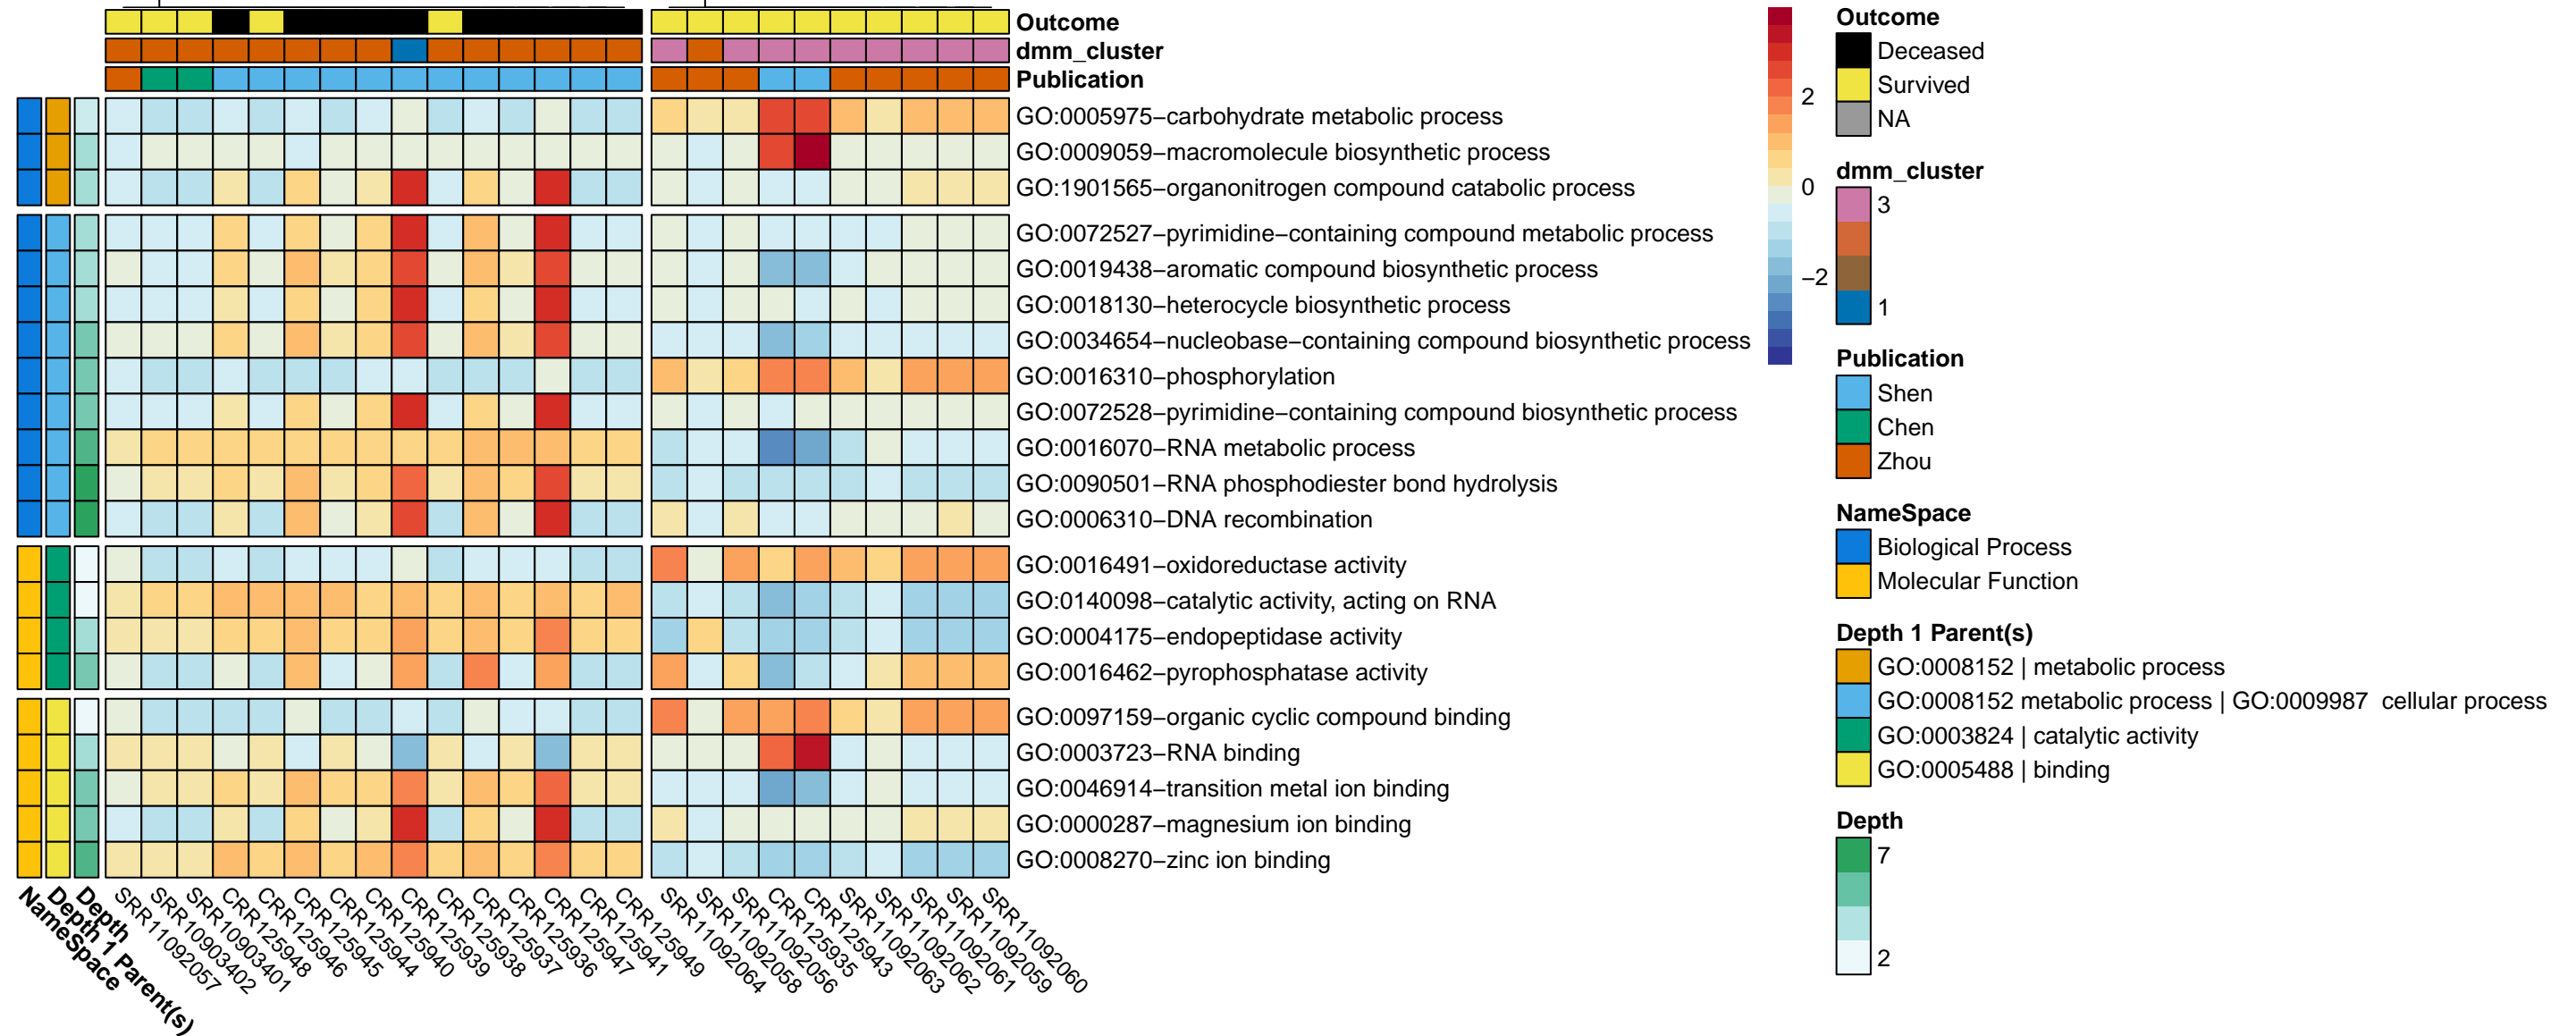 Outcome
dmm_cluster
Publication
GO:0005975−carbohydrate metabolic process
GO:0009059−macromolecule biosynthetic process
GO:1901565−organonitrogen compound catabolic process
GO:0072527−pyrimidine−containing compound metabolic process
GO:0019438−aromatic compound biosynthetic process
GO:0018130−heterocycle biosynthetic process
GO:0034654−nucleobase−containing compound biosynthetic process
GO:0016310−phosphorylation
GO:0072528−pyrimidine−containing compound biosynthetic process
GO:0016070−RNA metabolic process
GO:0090501−RNA phosphodiester bond hydrolysis
GO:0006310−DNA recombination
GO:0016491−oxidoreductase activity
GO:0140098−catalytic activity, acting on RNA
GO:0004175−endopeptidase activity
GO:0016462−pyrophosphatase activity
GO:0097159−organic cyclic compound binding
GO:0003723−RNA binding
GO:0046914−transition metal ion binding
GO:0000287−magnesium ion binding
GO:0008270−zinc ion binding
NameSpace
Depth 1 Parent(s)
Depth
SRR11092057
SRR10903402
SRR10903401
CRR125948
CRR125946
CRR125945
CRR125944
CRR125940
CRR125939
CRR125938
CRR125937
CRR125936
CRR125947
CRR125941
CRR125949
SRR11092064
SRR11092058
SRR11092056
CRR125935
CRR125943
SRR11092063
SRR11092062
SRR11092061
SRR11092059
SRR11092060
2
0
−2
Outcome
Deceased
Survived
NA
dmm_cluster
3
1
Publication
Shen
Chen
Zhou
NameSpace
Biological Process
Molecular Function
Depth 1 Parent(s)
GO:0008152 | metabolic process
GO:0008152 metabolic process | GO:0009987 cellular process
GO:0003824 | catalytic activity
GO:0005488 | binding
Depth
7
2